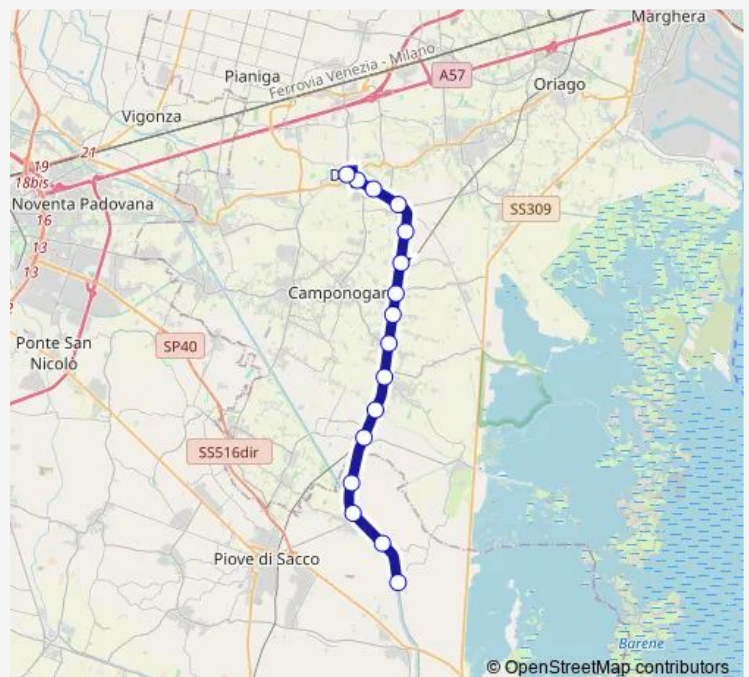 Marghera
Ferrovia Venezia - Milano
Pianiga
A57
Oriago
Vigonza
21
19
18bis
D
Noventa Padovana
16
SS309
13
13
Camponogar
Ponte San
Nicolò
SP40
SS516dir
Piove di Sacco
Barene
© OpenStreetMap contributors